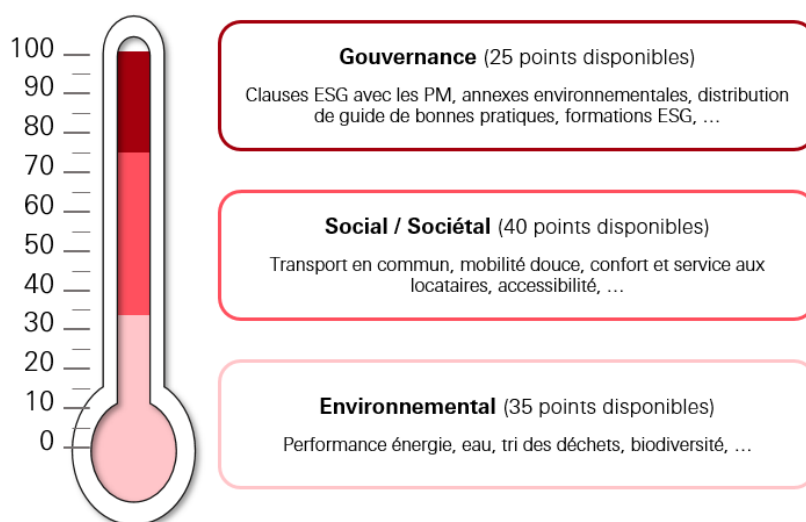 100
90
80
70
60
50
40
30
20
10
0
Gouvernance (25 points disponibles)
Clauses ESG avec les PM, annexes environnementales, distribution
de guide de bonnes pratiques, formations ESG, …
Social / Sociétal (40 points disponibles)
Transport en commun, mobilité douce, confort et service aux
locataires, accessibilité, …
Environnemental (35 points disponibles)
Performance énergie, eau, tri des déchets, biodiversité, …